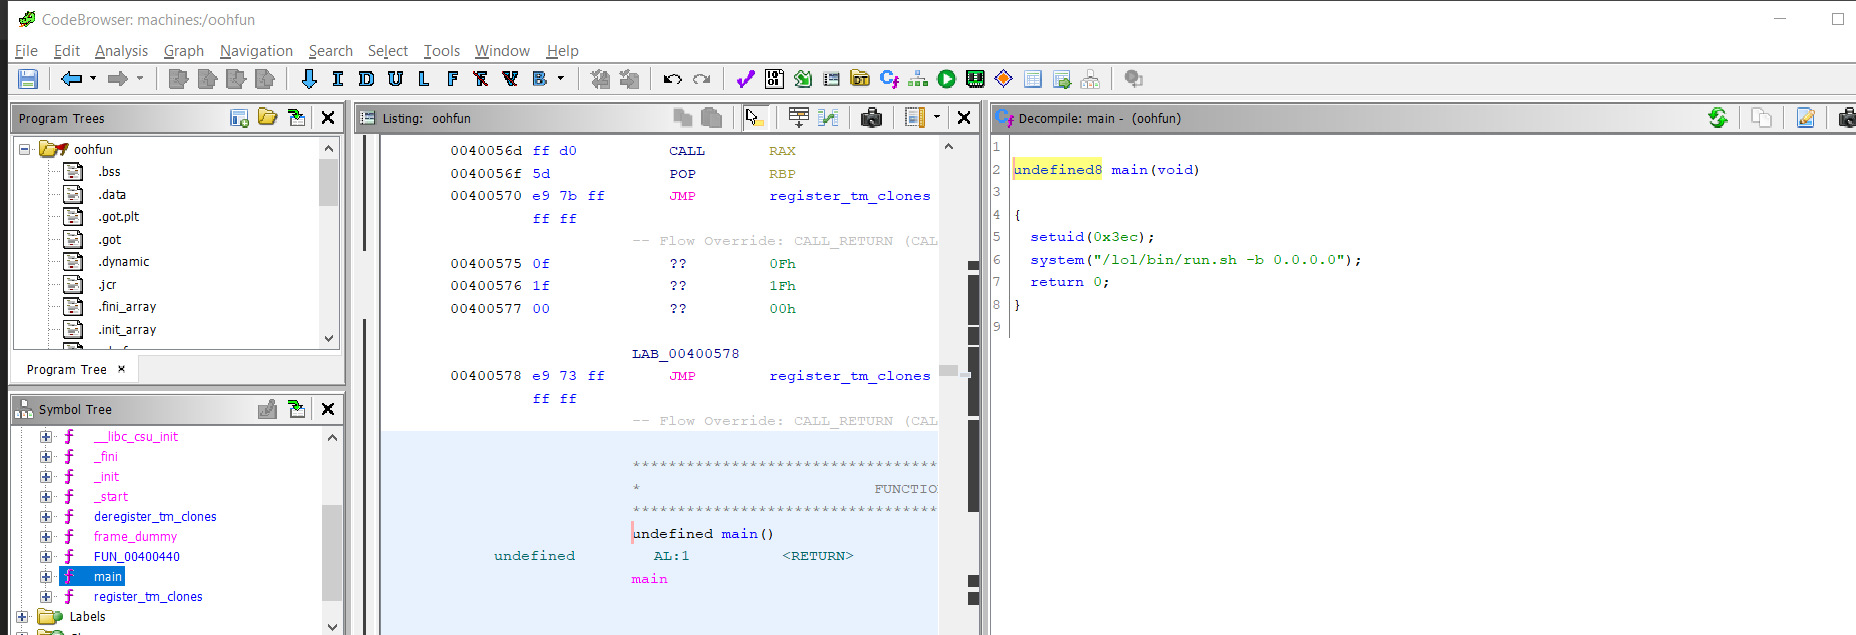 CodeBrowser: machines:/oohfun
File Edit Analysis Graph Navigation Search Select Tools Window Help
I D U L F F V B
Program Trees
oohfun
.bss
.data
.got.plt
.got
.dynamic
.jcr
.fini_array
.init_array
Program Tree ×
Symbol Tree
__libc_csu_init
_fini
_init
_start
deregister_tm_clones
frame_dummy
FUN_00400440
main
register_tm_clones
Labels
Listing: oohfun
0040056d ff d0 CALL RAX
0040056f 5d POP RBP
00400570 e9 7b ff JMP register_tm_clones
ff ff
-- Flow Override: CALL_RETURN (CAL
00400575 0f ?? 0Fh
00400576 1f ?? 1Fh
00400577 00 ?? 00h
LAB_00400578
00400578 e9 73 ff JMP register_tm_clones
ff ff
-- Flow Override: CALL_RETURN (CAL
**********************************
* FUNCTIO
**********************************
undefined main()
undefined AL:1 <RETURN>
main
Decompile: main - (oohfun)
1
2 undefined8 main(void)
3
4 {
5 setuid(0x3ec);
6 system("/lol/bin/run.sh -b 0.0.0.0");
7 return 0;
8 }
9